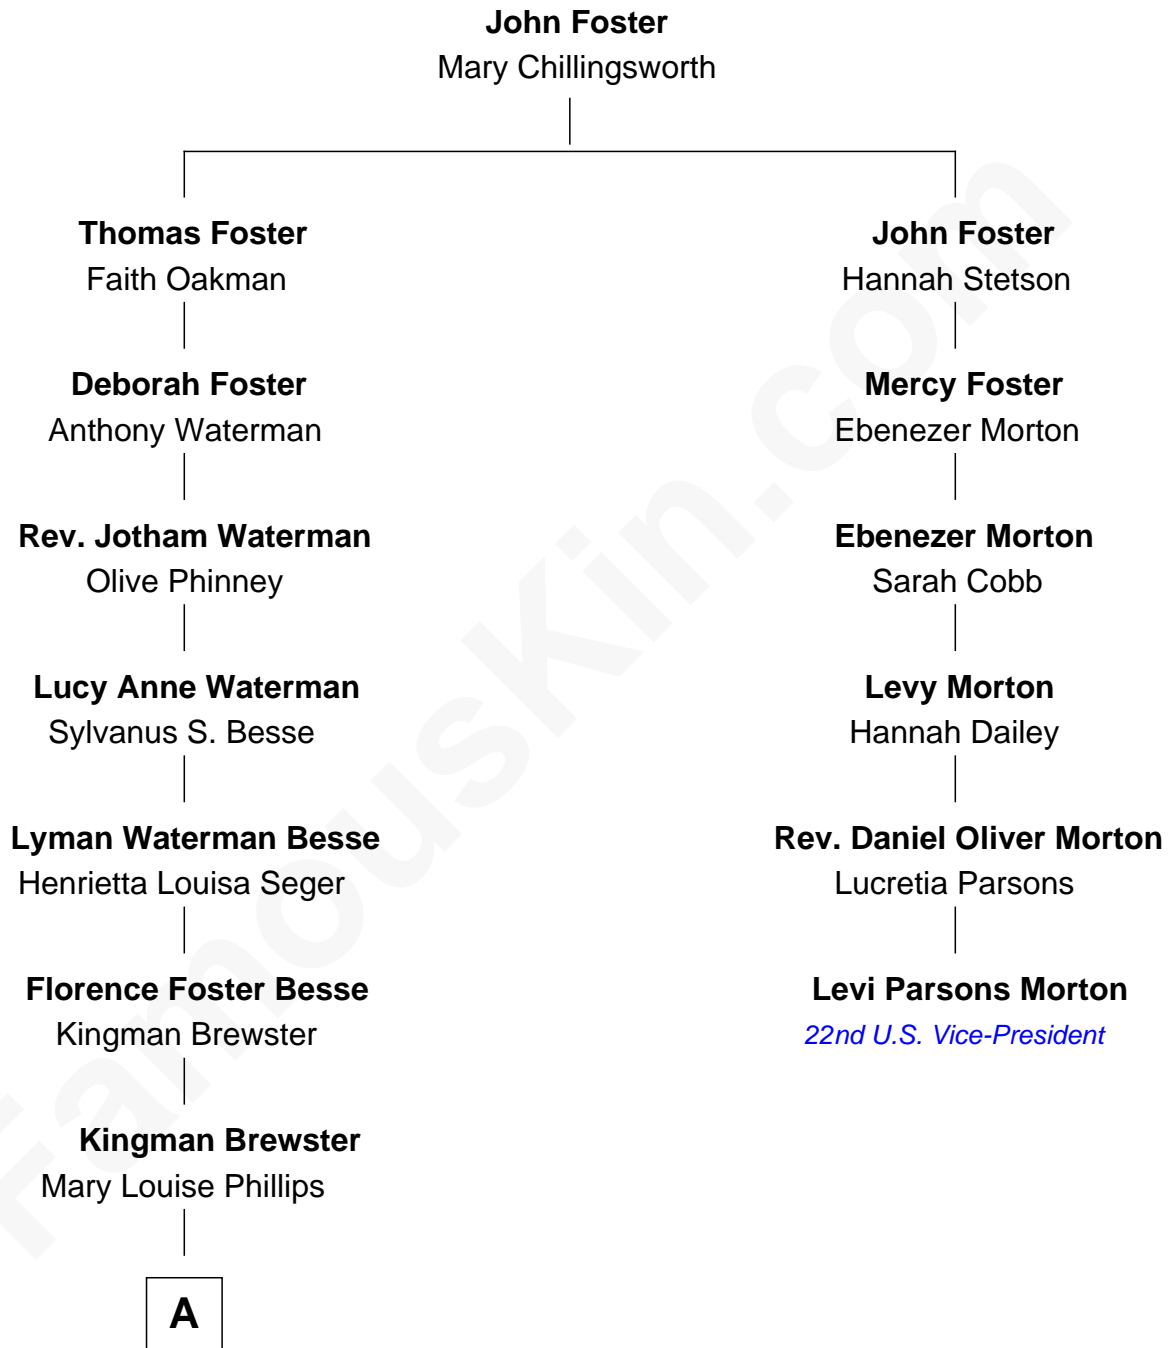 John Foster
Mary Chillingsworth
Thomas Foster
Faith Oakman
John Foster
Hannah Stetson
Deborah Foster
Anthony Waterman
Mercy Foster
Ebenezer Morton
Rev. Jotham Waterman
Olive Phinney
Ebenezer Morton
Sarah Cobb
Lucy Anne Waterman
Sylvanus S. Besse
Levy Morton
Hannah Dailey
Lyman Waterman Besse
Henrietta Louisa Seger
Rev. Daniel Oliver Morton
Lucretia Parsons
Florence Foster Besse
Kingman Brewster
Levi Parsons Morton
22nd U.S. Vice-President
Kingman Brewster
Mary Louise Phillips
A
FamousKin.com